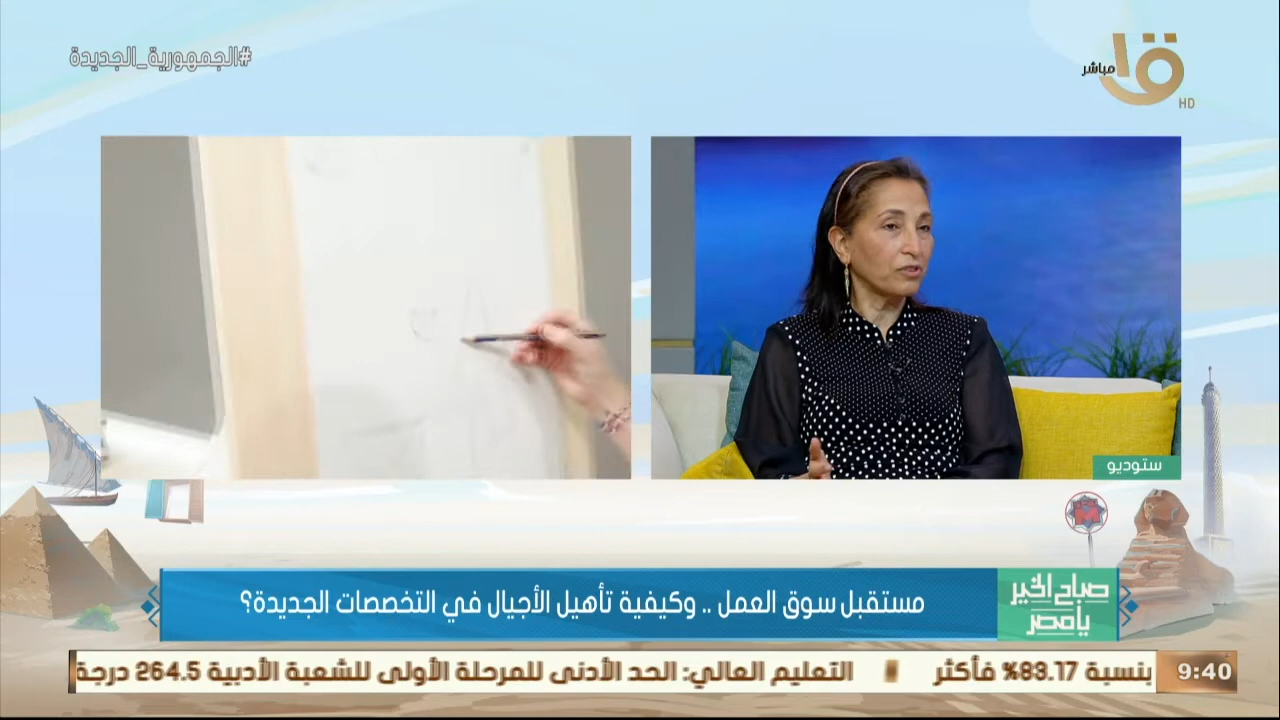 #الجمهورية_الجديدة
مباشر
HD
ستوديو
صباح الخير يا مصر
مستقبل سوق العمل .. وكيفية تأهيل الأجيال في التخصصات الجديدة؟
9:40
بنسبة 83.17% فأكثر التعليم العالي: الحد الأدنى للمرحلة الأولى للشعبة الأدبية 264.5 درجة